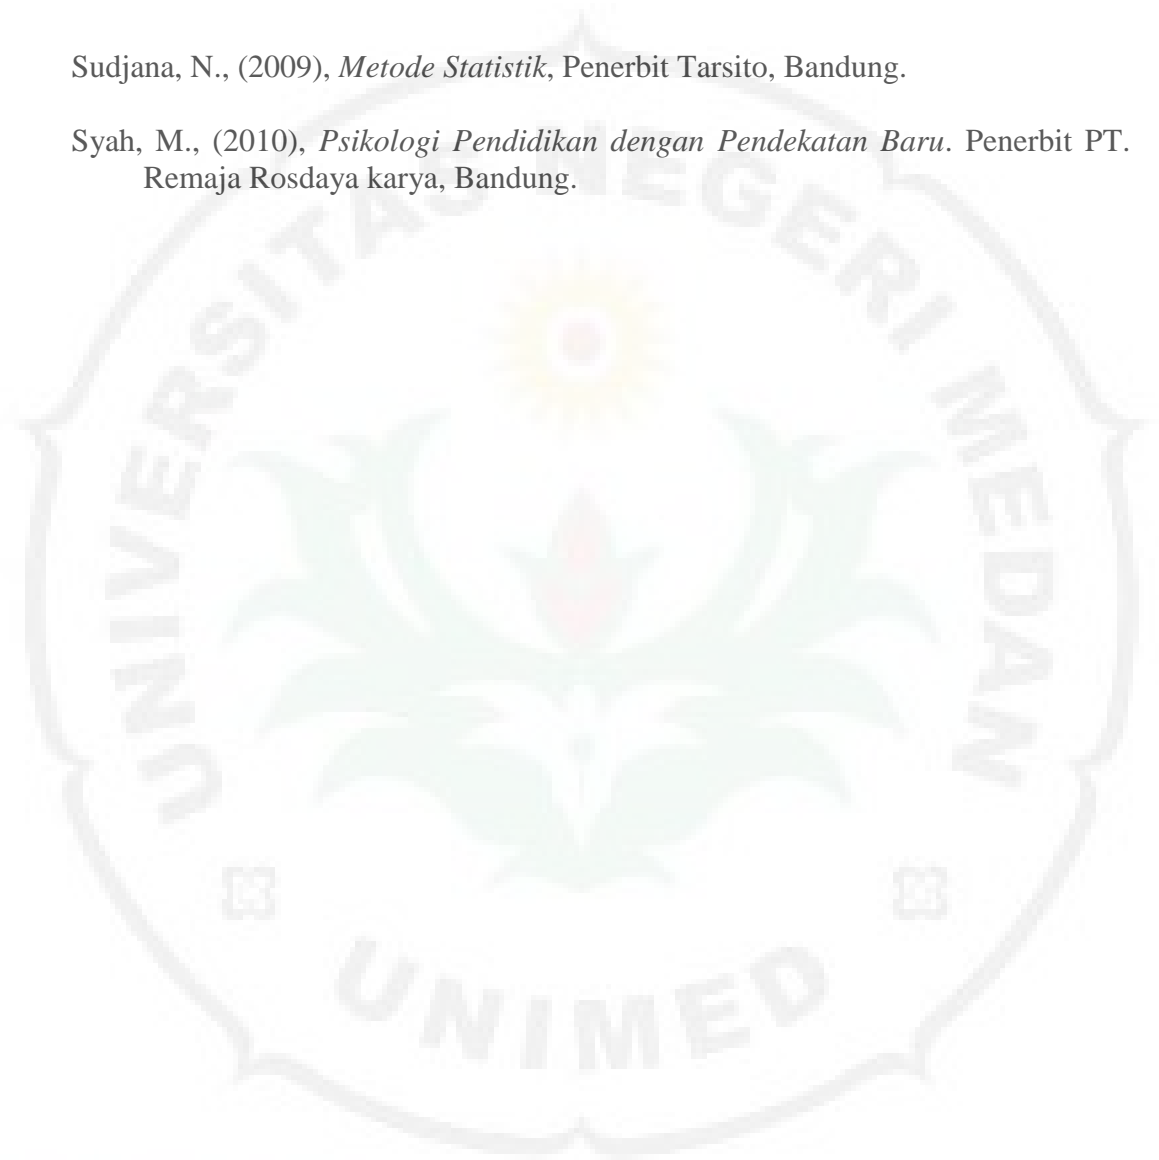 Sudjana, N., (2009), Metode Statistik, Penerbit Tarsito, Bandung.
Syah, M., (2010), Psikologi Pendidikan dengan Pendekatan Baru. Penerbit PT.
Remaja Rosdaya karya, Bandung.
UNIVERSITAS NEGERI MEDAN
UNIMED